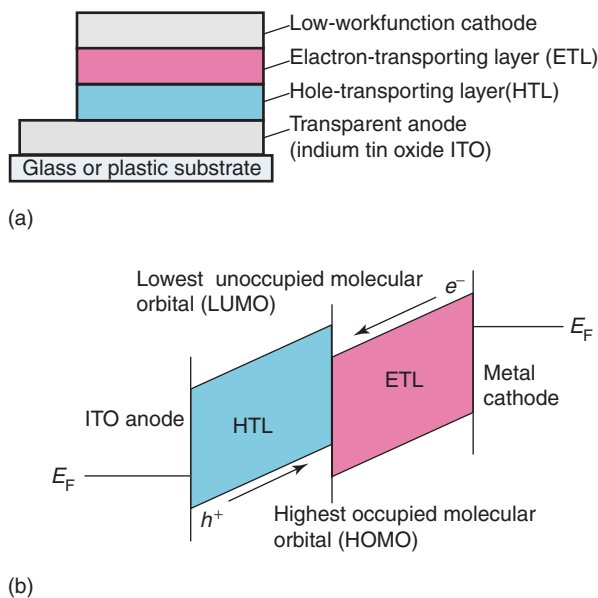 Low-workfunction cathode
Elactron-transporting layer (ETL)
Hole-transporting layer(HTL)
Transparent anode
(indium tin oxide ITO)
Glass or plastic substrate
(a)
Lowest unoccupied molecular
orbital (LUMO)
e⁻
E_F
ETL
Metal
cathode
ITO anode
HTL
E_F
h⁺
Highest occupied molecular
orbital (HOMO)
(b)